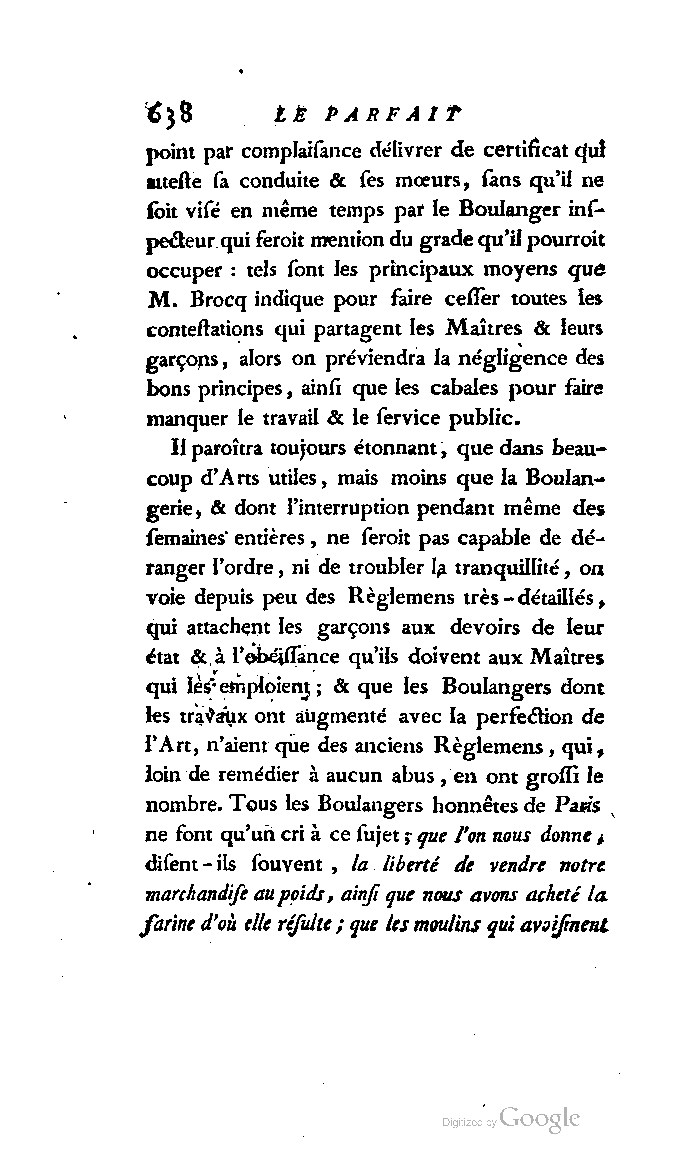 638 LE PARFAIT
point par complaiſance délivrer de certificat qui
atteſte ſa conduite & ſes mœurs, ſans qu'il ne
ſoit viſé en même temps par le Boulanger inſ-
pecteur qui feroit mention du grade qu'il pourroit
occuper : tels ſont les principaux moyens que
M. Brocq indique pour faire ceſſer toutes les
conteſtations qui partagent les Maîtres & leurs
garçons, alors on préviendra la négligence des
bons principes, ainſi que les cabales pour faire
manquer le travail & le ſervice public.
Il paroîtra toujours étonnant, que dans beau-
coup d'Arts utiles, mais moins que la Boulan-
gerie, & dont l'interruption pendant même des
ſemaines entières, ne ſeroit pas capable de dé-
ranger l'ordre, ni de troubler la tranquillité, on
voie depuis peu des Règlemens très-détaillés,
qui attachent les garçons aux devoirs de leur
état & à l'obéiſſance qu'ils doivent aux Maîtres
qui les emploient ; & que les Boulangers dont
les travaux ont augmenté avec la perfection de
l'Art, n'aient que des anciens Règlemens, qui,
loin de remédier à aucun abus, en ont groſſi le
nombre. Tous les Boulangers honnêtes de Paris
ne font qu'un cri à ce ſujet ; que l'on nous donne,
diſent-ils ſouvent, la liberté de vendre notre
marchandiſe au poids, ainſi que nous avons acheté la
farine d'où elle réſulte ; que les moulins qui avoiſinent
Digitized by Google